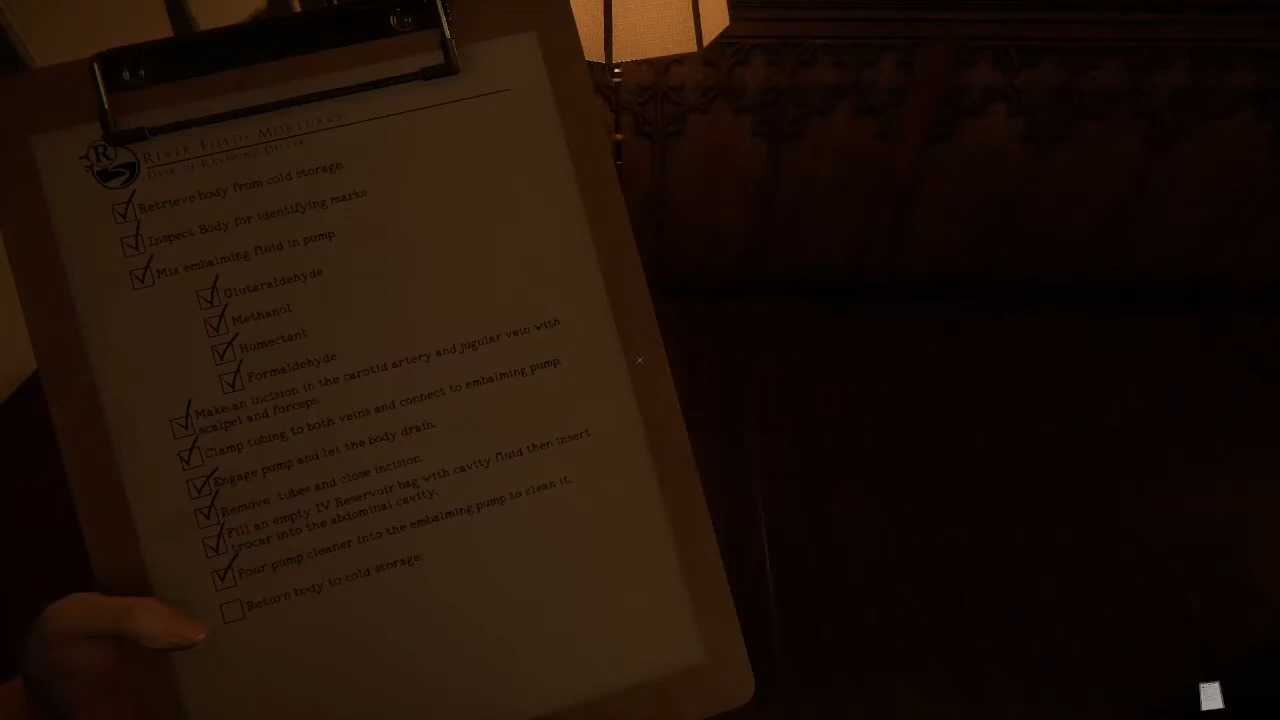 R
RIVER FIELDS MORTUARY
Retrieve body from cold storage.
Inspect Body for identifying marks
Mix embalming fluid in pump
Glutaraldehyde
Methanol
Humectant
Formaldehyde
Make an incision in the carotid artery and jugular vein with
scalpel and forceps.
Clamp tubing to both veins and connect to embalming pump
Engage pump and let the body drain.
Remove tubes and close incision.
Fill an empty IV Reservoir bag with cavity fluid then insert
trocar into the abdominal cavity.
Pour pump cleaner into the embalming pump to clean it.
Return body to cold storage.